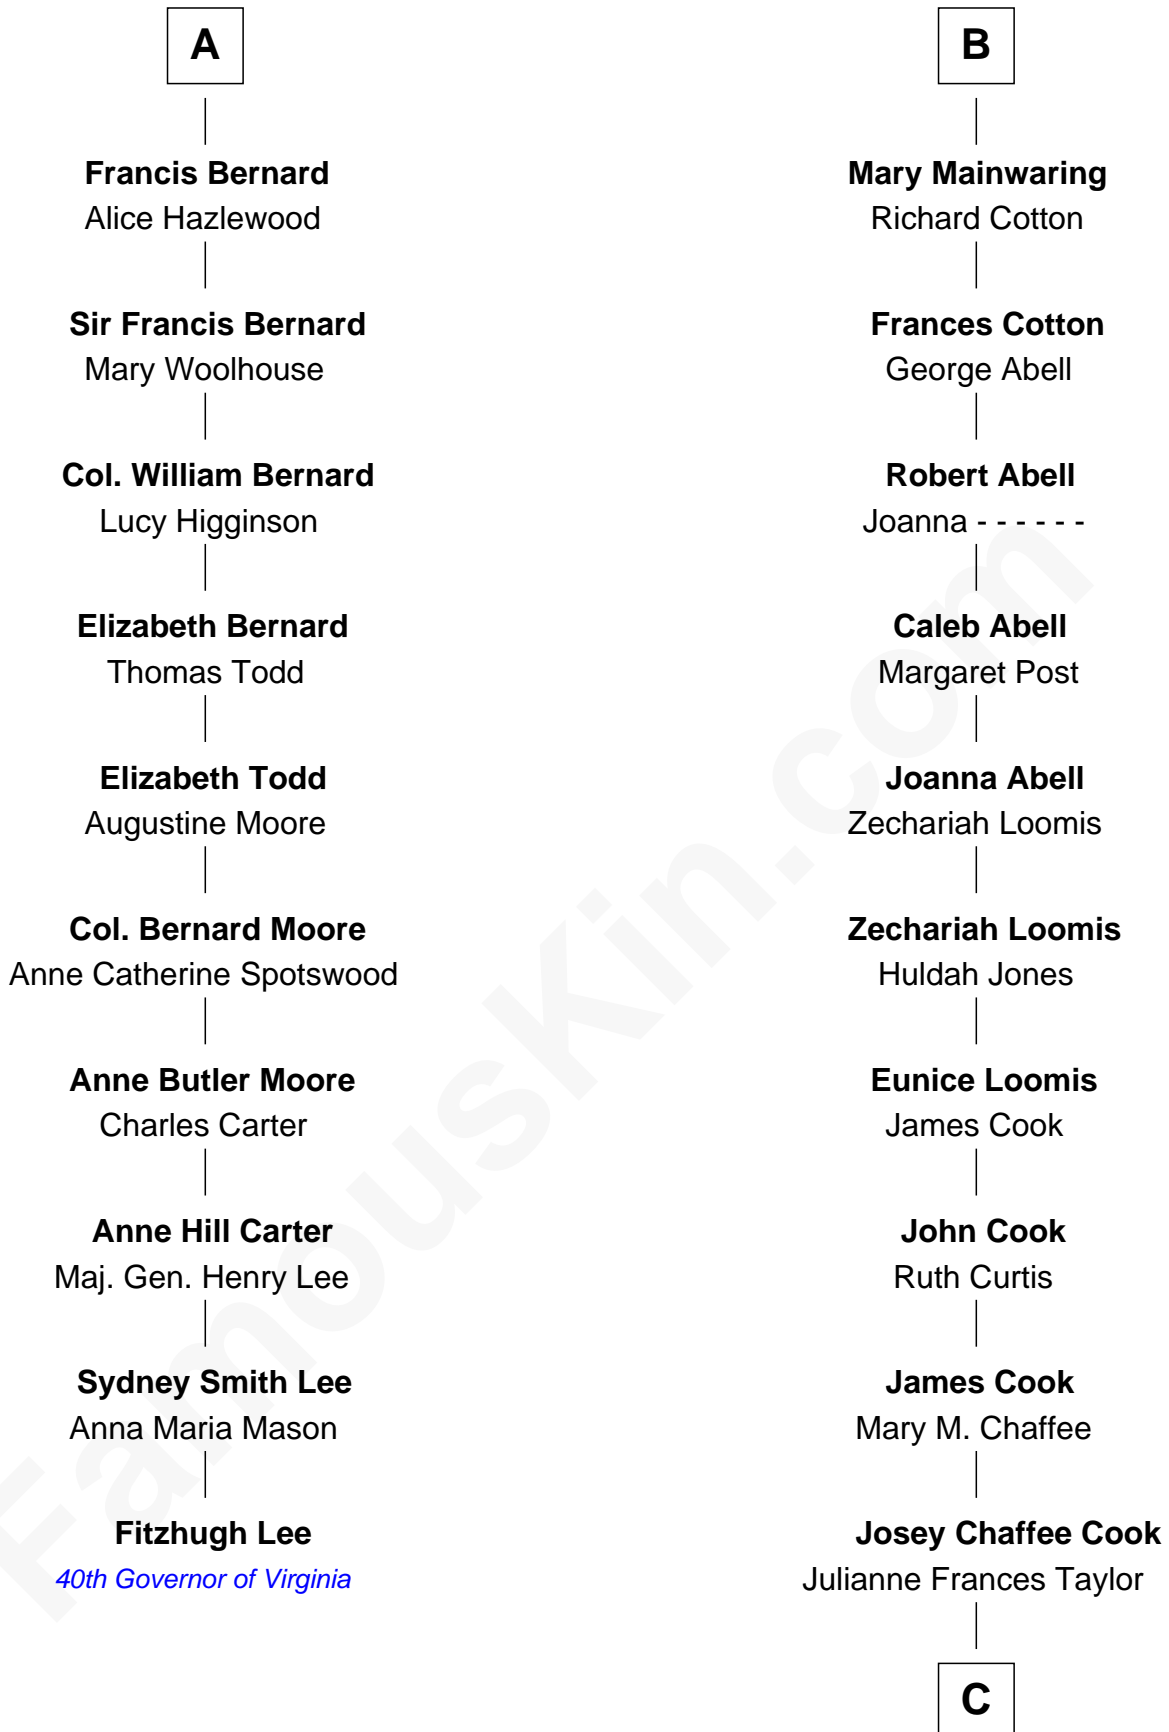 A
Francis Bernard
Alice Hazlewood
Sir Francis Bernard
Mary Woolhouse
Col. William Bernard
Lucy Higginson
Elizabeth Bernard
Thomas Todd
Elizabeth Todd
Augustine Moore
Col. Bernard Moore
Anne Catherine Spotswood
Anne Butler Moore
Charles Carter
Anne Hill Carter
Maj. Gen. Henry Lee
Sydney Smith Lee
Anna Maria Mason
Fitzhugh Lee
40th Governor of Virginia
B
Mary Mainwaring
Richard Cotton
Frances Cotton
George Abell
Robert Abell
Joanna - - - - - -
Caleb Abell
Margaret Post
Joanna Abell
Zechariah Loomis
Zechariah Loomis
Huldah Jones
Eunice Loomis
James Cook
John Cook
Ruth Curtis
James Cook
Mary M. Chaffee
Josey Chaffee Cook
Julianne Frances Taylor
C
FamousKin.com